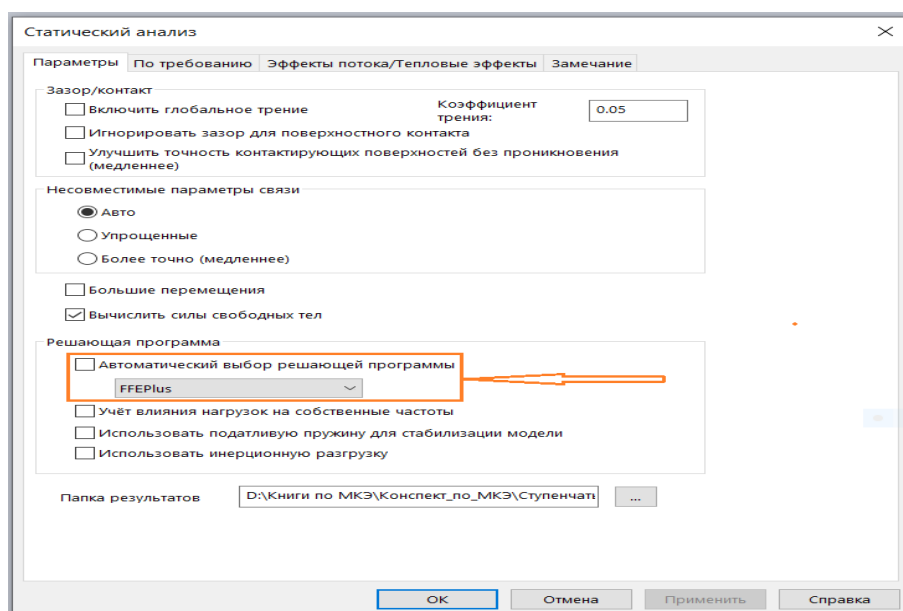 Статический анализ
Параметры По требованию Эффекты потока/Тепловые эффекты Замечание
Зазор/контакт
Включить глобальное трение
Коэффициент
трения:
0.05
Игнорировать зазор для поверхностного контакта
Улучшить точность контактирующих поверхностей без проникновения
(медленнее)
Несовместимые параметры связи
Авто
Упрощенные
Более точно (медленнее)
Большие перемещения
Вычислить силы свободных тел
Решающая программа
Автоматический выбор решающей программы
FFEPlus
Учёт влияния нагрузок на собственные частоты
Использовать податливую пружину для стабилизации модели
Использовать инерционную разгрузку
Папка результатов D:\Книги по МКЭ\Конспект_по_МКЭ\Ступенчать ...
OK Отмена Применить Справка